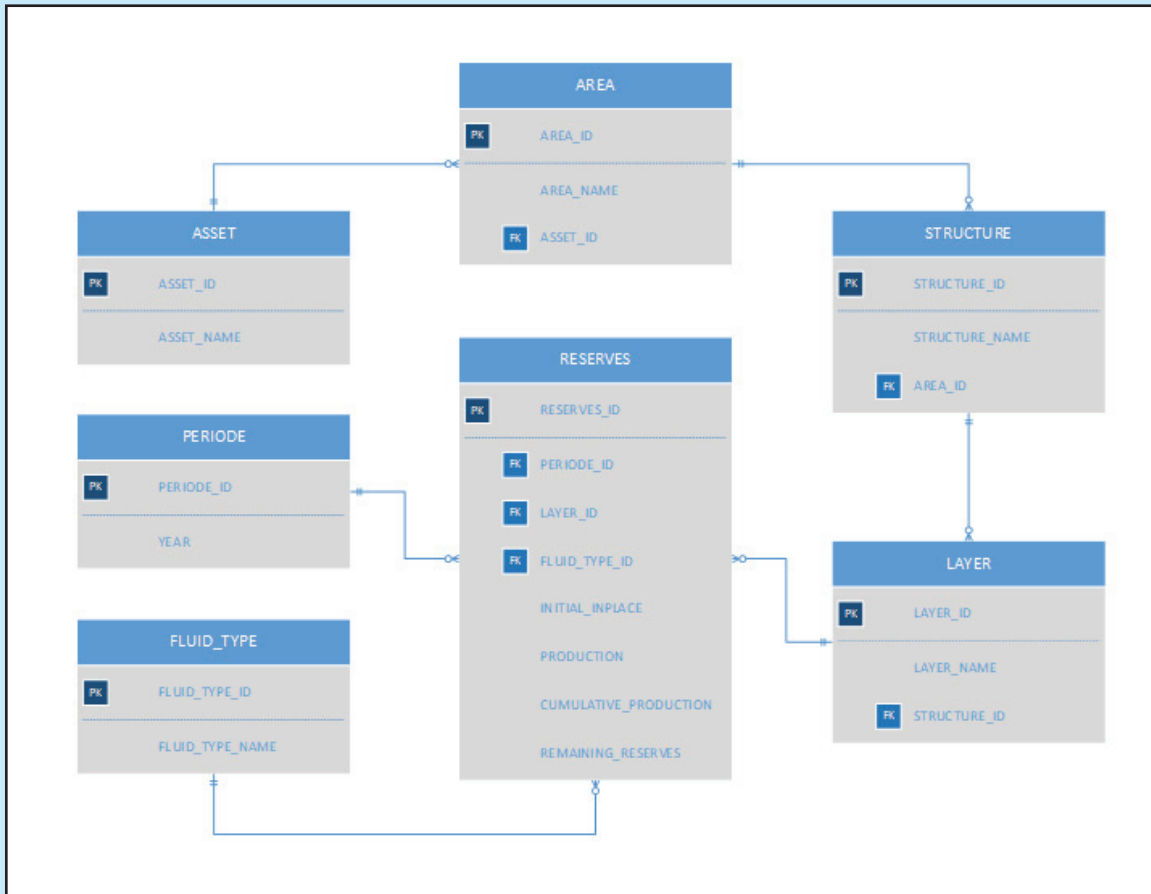 AREA
PK AREA_ID
AREA_NAME
FK ASSET_ID
ASSET
PK ASSET_ID
ASSET_NAME
STRUCTURE
PK STRUCTURE_ID
STRUCTURE_NAME
FK AREA_ID
RESERVES
PK RESERVES_ID
FK PERIODE_ID
FK LAYER_ID
FK FLUID_TYPE_ID
INITIAL_INPLACE
PRODUCTION
CUMULATIVE_PRODUCTION
REMAINING_RESERVES
PERIODE
PK PERIODE_ID
YEAR
LAYER
PK LAYER_ID
LAYER_NAME
FK STRUCTURE_ID
FLUID_TYPE
PK FLUID_TYPE_ID
FLUID_TYPE_NAME